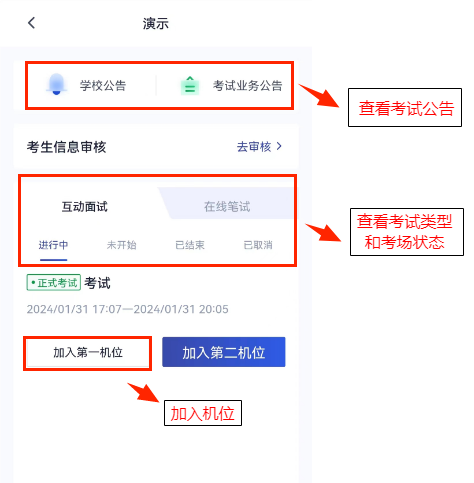 演示
学校公告 考试业务公告
查看考试公告
考生信息审核 去审核
互动面试 在线笔试
查看考试类型
和考场状态
进行中 未开始 已结束 已取消
正式考试 考试
2024/01/31 17:07—2024/01/31 20:05
加入第一机位 加入第二机位
加入机位